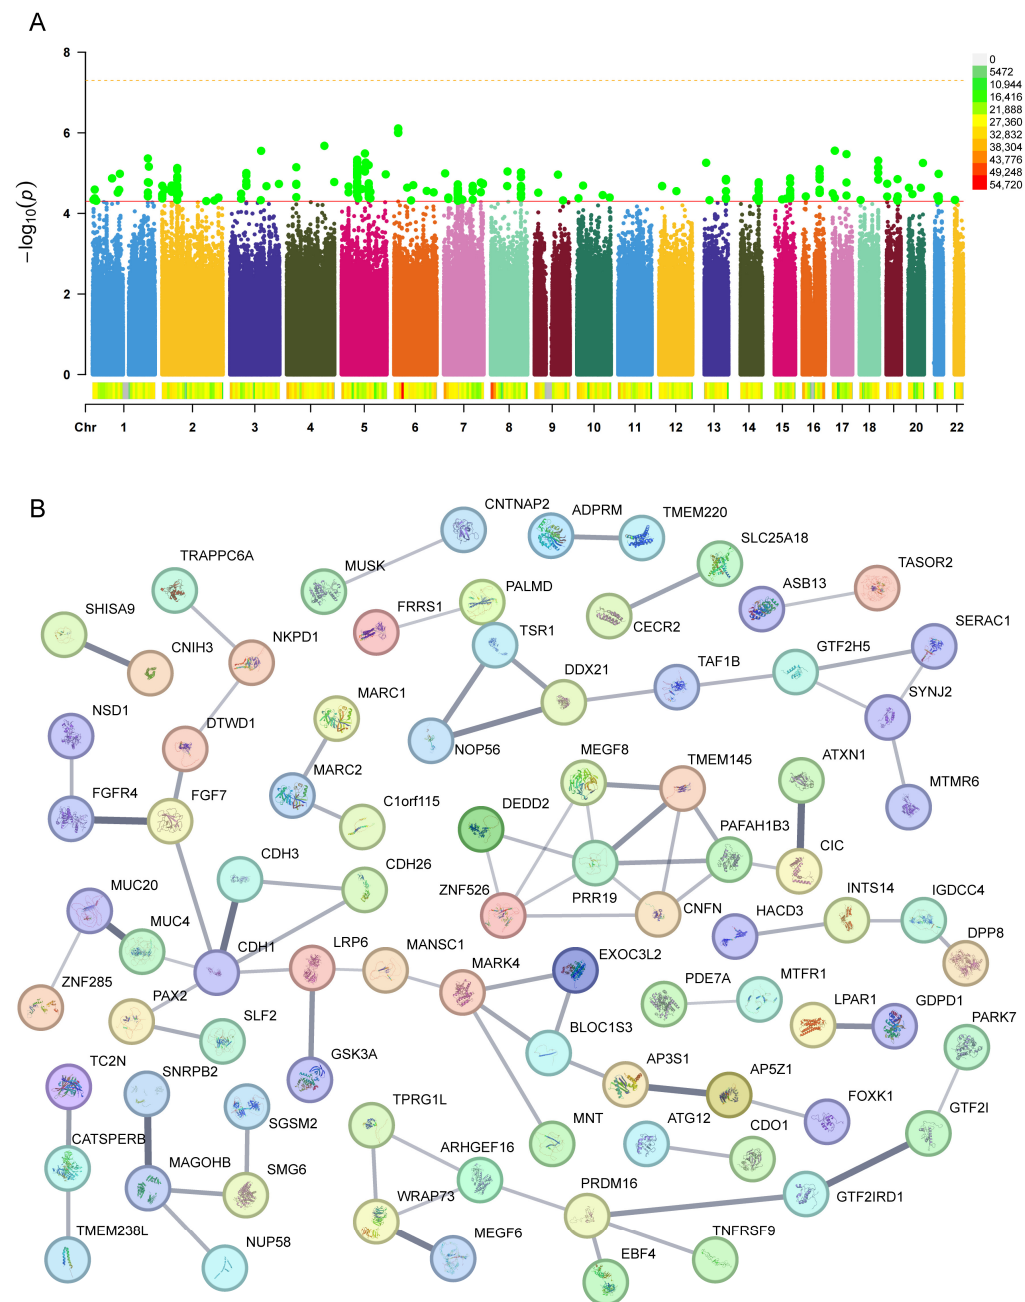 A
8
6
4
2
0
−log10(p)
0
5472
10,944
16,416
21,888
27,360
32,832
38,304
43,776
49,248
54,720
Chr 1 2 3 4 5 6 7 8 9 10 11 12 13 14 15 16 17 18 20 22
B
CNTNAP2
ADPRM
TMEM220
SLC25A18
TRAPPC6A
MUSK
PALMD
ASB13
TASOR2
SHISA9
FRRS1
CECR2
CNIH3
NKPD1
TSR1
SERAC1
DDX21
TAF1B
GTF2H5
MARC1
SYNJ2
NSD1
DTWD1
NOP56
MARC2
MEGF8
TMEM145
ATXN1
MTMR6
FGFR4
FGF7
C1orf115
DEDD2
PAFAH1B3
CIC
CDH3
CDH26
ZNF526
PRR19
CNFN
INTS14
IGDCC4
MUC20
MUC4
HACD3
CDH1
LRP6
MANSC1
MARK4
EXOC3L2
DPP8
ZNF285
PAX2
PDE7A
MTFR1
LPAR1
GDPD1
SLF2
BLOC1S3
PARK7
TC2N
SNRPB2
GSK3A
AP3S1
AP5Z1
SGSM2
TPRG1L
MNT
ATG12
CDO1
FOXK1
GTF2I
CATSPERB
MAGOHB
SMG6
ARHGEF16
PRDM16
WRAP73
GTF2IRD1
TMEM238L
NUP58
MEGF6
EBF4
TNFRSF9